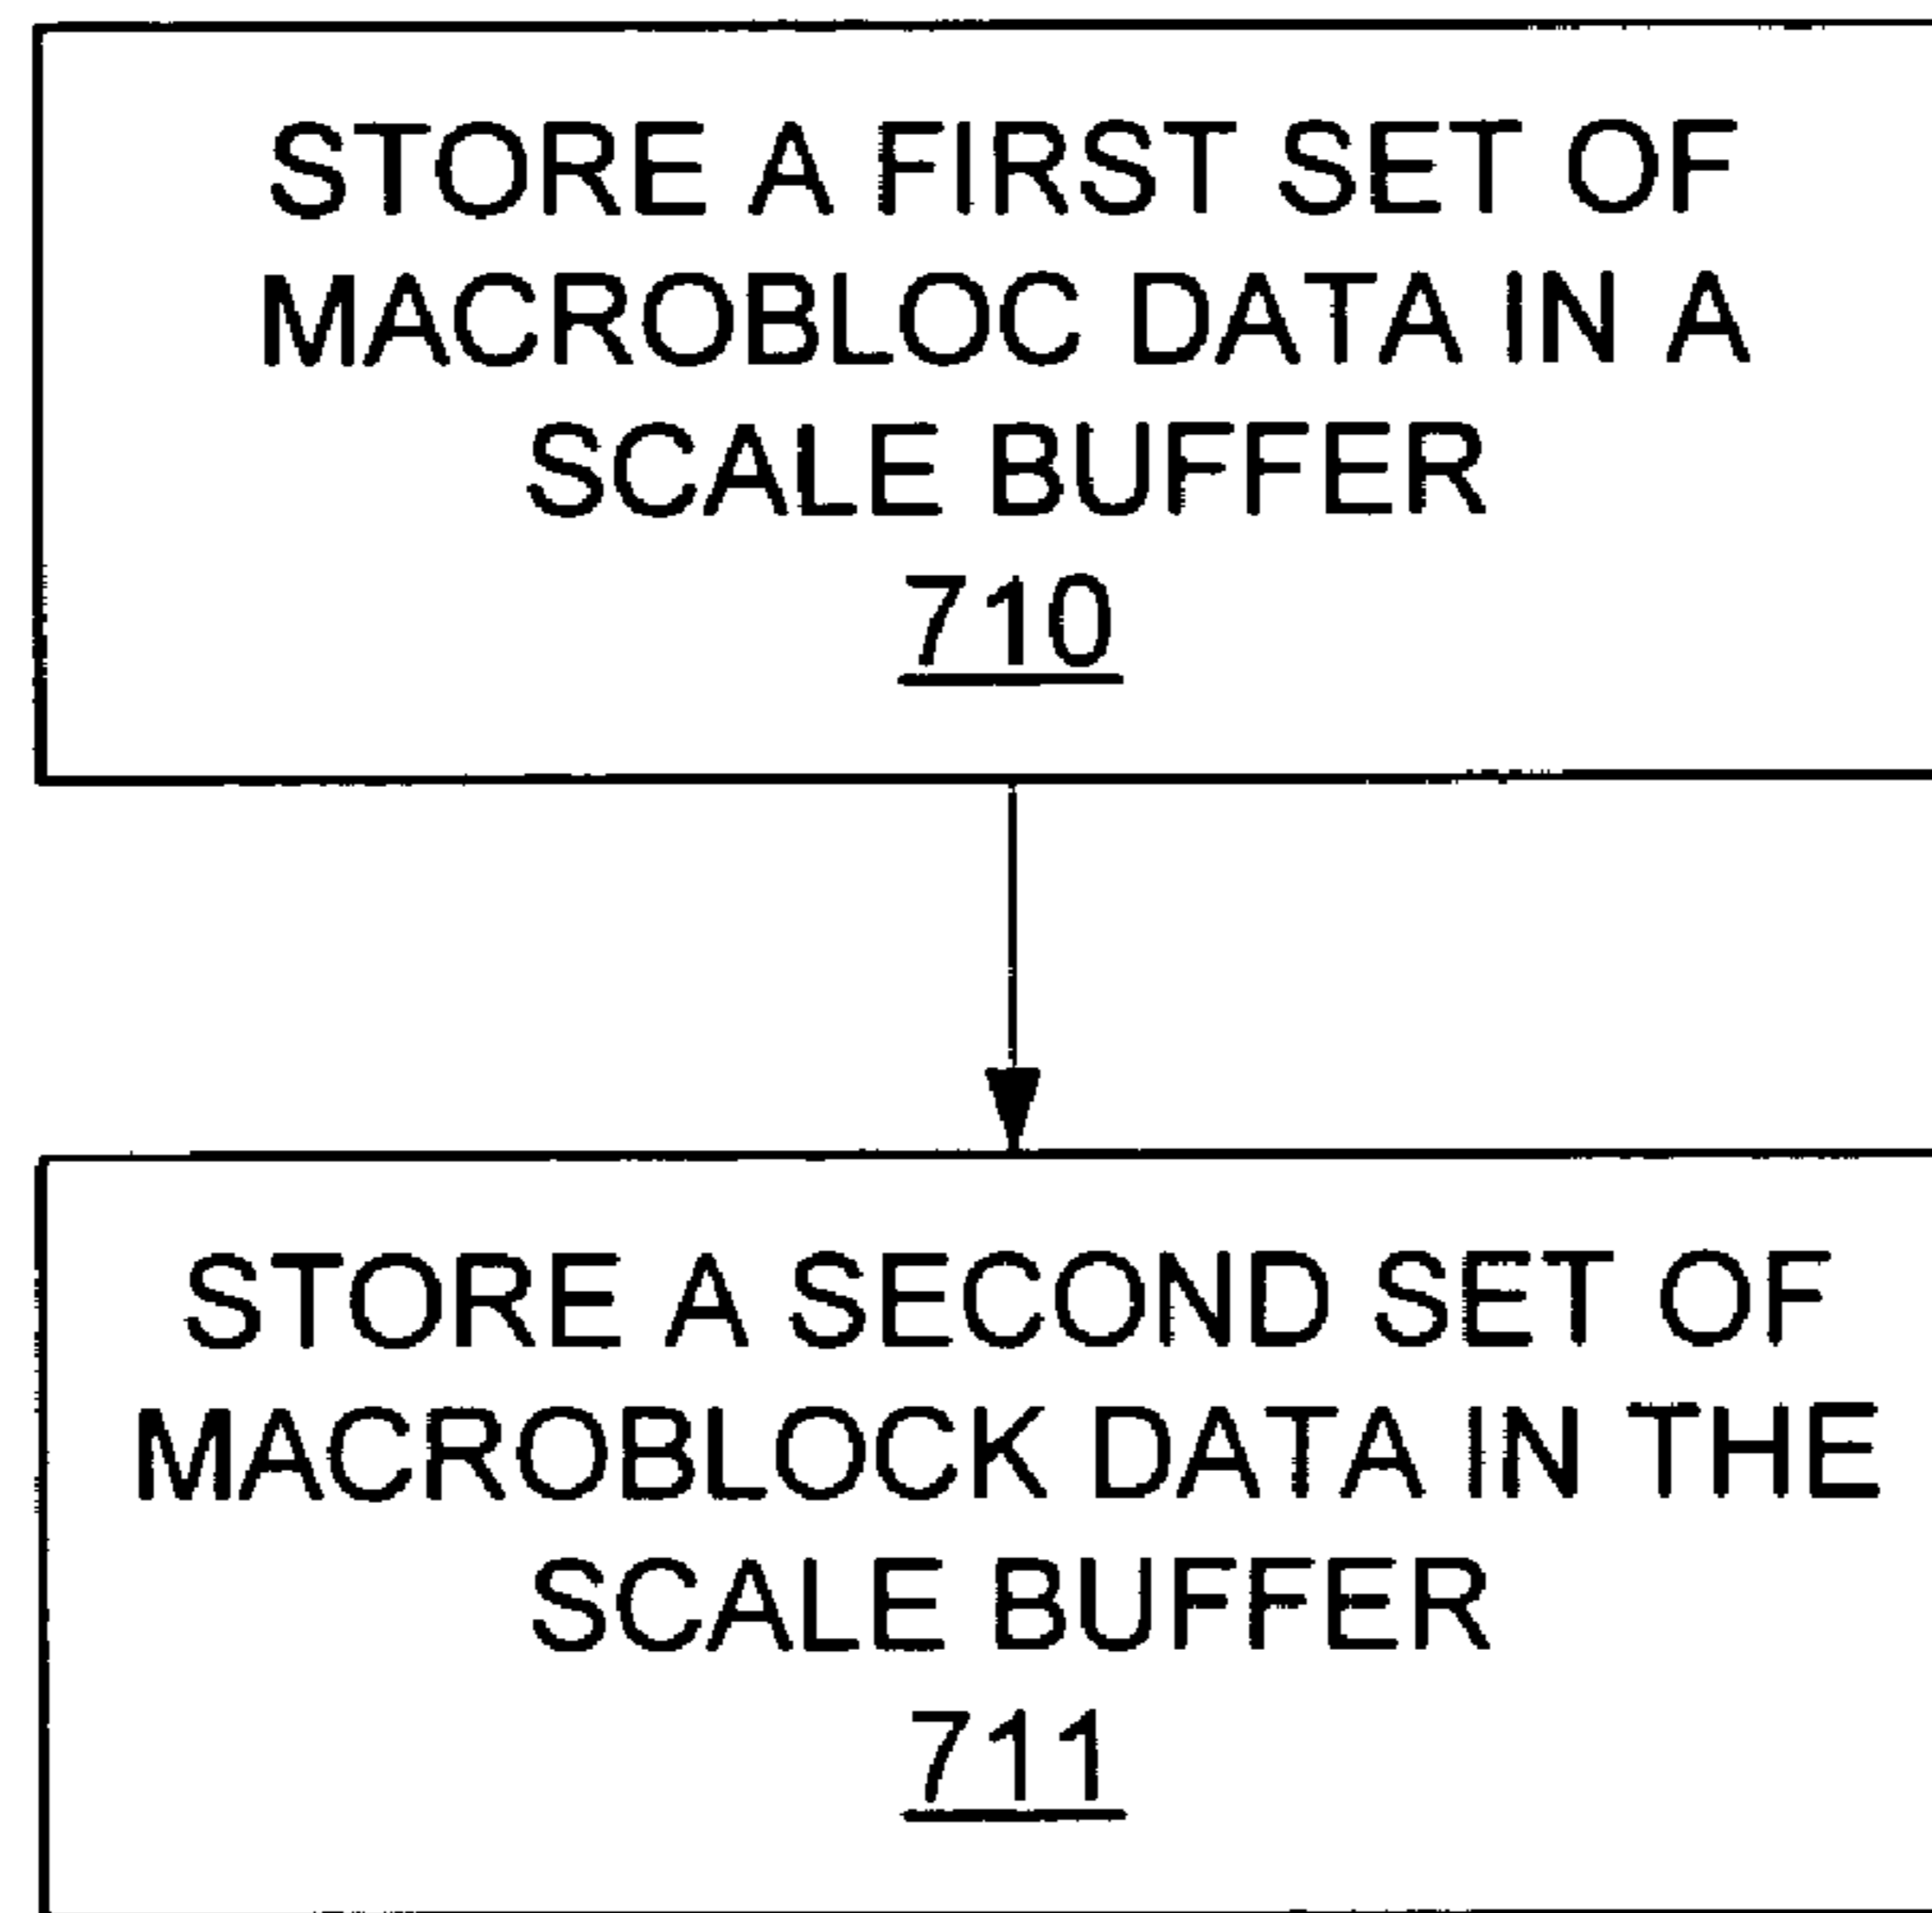 STORE A FIRST SET OF
MACROBLOC DATA IN A
SCALE BUFFER
710
STORE A SECOND SET OF
MACROBLOCK DATA IN THE
SCALE BUFFER
711